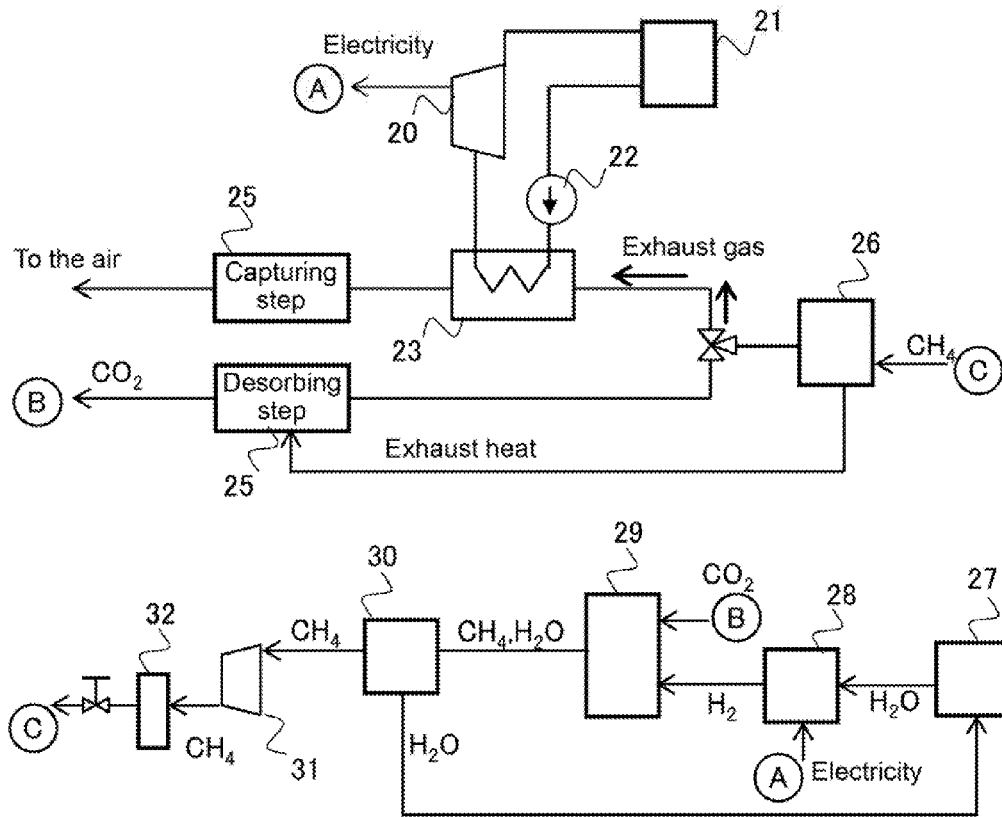 21
Electricity
A
20
22
25
Exhaust gas
26
To the air
Capturing
step
23
CH₄
C
CO₂
B
Desorbing
step
25
Exhaust heat
29
30
CO₂
27
32
B
28
CH₄
CH₄,H₂O
H₂
H₂O
C
CH₄
31
H₂O
A
Electricity